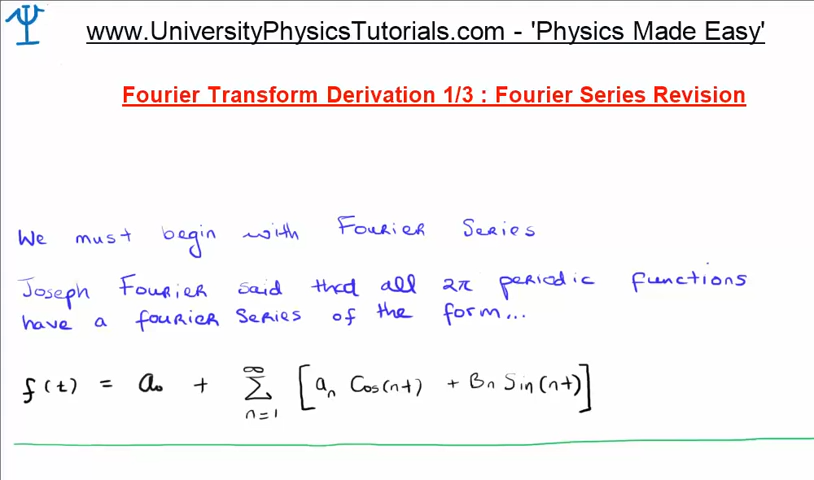 www.UniversityPhysicsTutorials.com - 'Physics Made Easy'
Fourier Transform Derivation 1/3 : Fourier Series Revision
We must begin with Fourier Series
Joseph Fourier said that all 2π periodic functions
have a fourier Series of the form...
f(t) = a₀ + ∑_{n=1}^{∞} [aₙ Cos(nt) + Bₙ Sin(nt)]